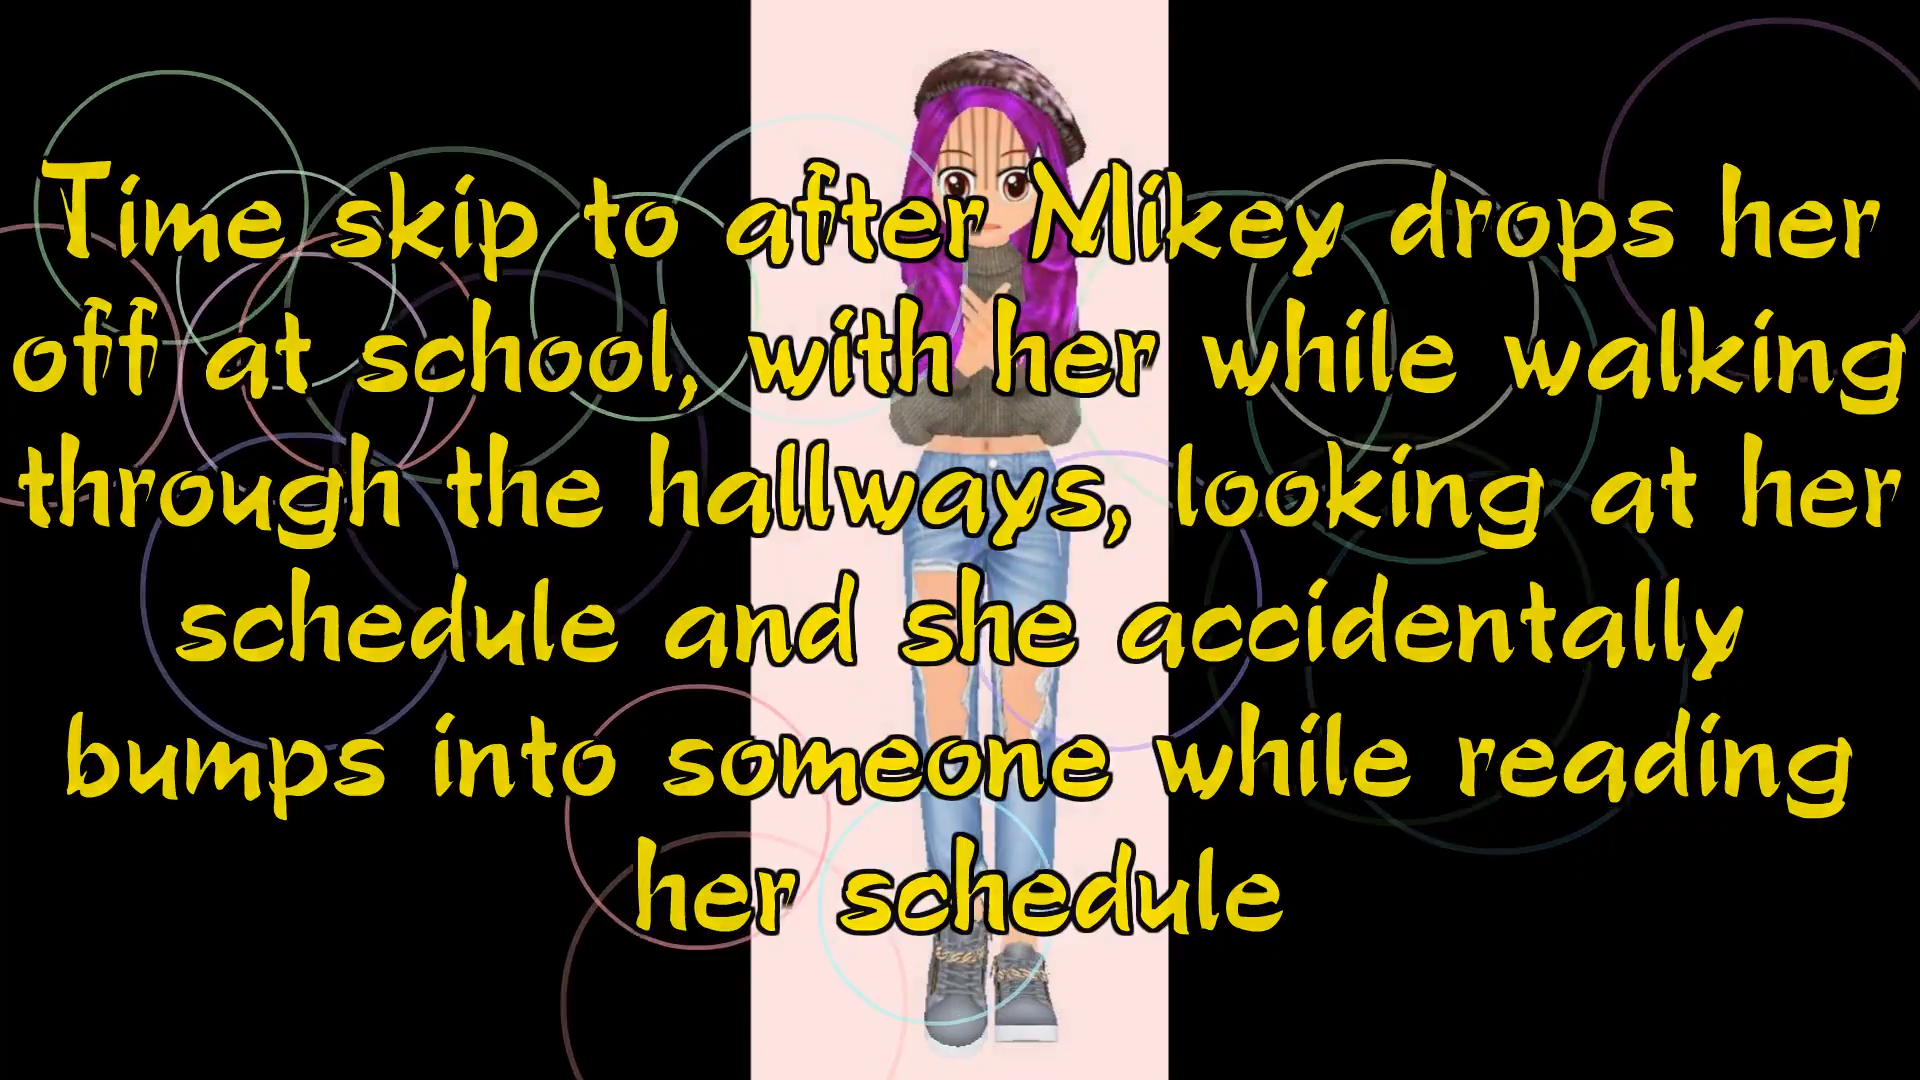 Time skip to after Mikey drops her
off at school, with her while walking
through the hallways, looking at her
schedule and she accidentally
bumps into someone while reading
her schedule